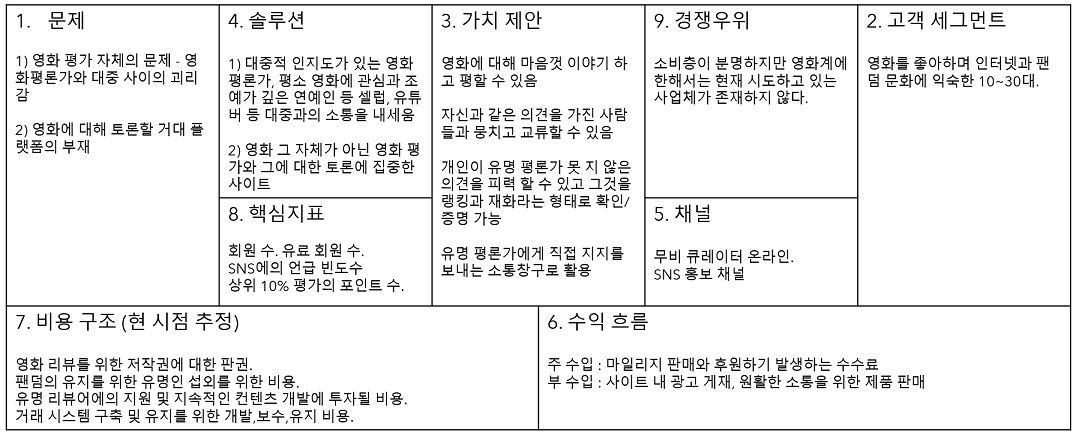 1. 문제
1) 영화 평가 자체의 문제 - 영
화평론가와 대중 사이의 괴리
감
2) 영화에 대해 토론할 거대 플
랫폼의 부재
4. 솔루션
1) 대중적 인지도가 있는 영화
평론가, 평소 영화에 관심과 조
예가 깊은 연예인 등 셀럽, 유튜
버 등 대중과의 소통을 내세움
2) 영화 그 자체가 아닌 영화 평
가와 그에 대한 토론에 집중한
사이트
8. 핵심지표
회원 수. 유료 회원 수.
SNS에의 언급 빈도수
상위 10% 평가의 포인트 수.
3. 가치 제안
영화에 대해 마음껏 이야기 하
고 평할 수 있음
자신과 같은 의견을 가진 사람
들과 뭉치고 교류할 수 있음
개인이 유명 평론가 못 지 않은
의견을 피력 할 수 있고 그것을
랭킹과 재화라는 형태로 확인/
증명 가능
유명 평론가에게 직접 지지를
보내는 소통창구로 활용
9. 경쟁우위
소비층이 분명하지만 영화계에
한해서는 현재 시도하고 있는
사업체가 존재하지 않다.
5. 채널
무비 큐레이터 온라인.
SNS 홍보 채널
2. 고객 세그먼트
영화를 좋아하며 인터넷과 팬
덤 문화에 익숙한 10~30대.
7. 비용 구조 (현 시점 추정)
영화 리뷰를 위한 저작권에 대한 판권.
팬덤의 유지를 위한 유명인 섭외를 위한 비용.
유명 리뷰어에의 지원 및 지속적인 컨텐츠 개발에 투자될 비용.
거래 시스템 구축 및 유지를 위한 개발,보수,유지 비용.
6. 수익 흐름
주 수입 : 마일리지 판매와 후원하기 발생하는 수수료
부 수입 : 사이트 내 광고 게재, 원활한 소통을 위한 제품 판매